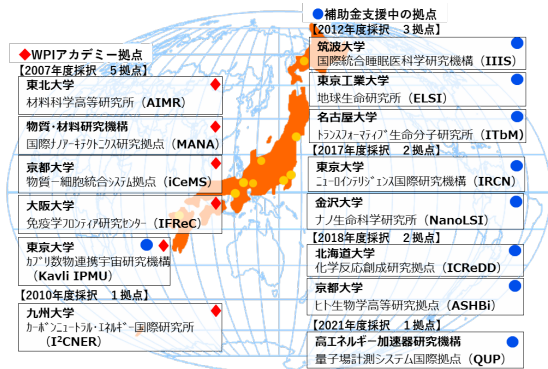 ◆WPIアカデミー拠点
【2007年度採択 5拠点】
東北大学
材料科学高等研究所（AIMR）
物質・材料研究機構
国際ﾅﾉｱｰｷﾃｸﾄﾆｸｽ研究拠点（MANA）
京都大学
物質－細胞統合ｼｽﾃﾑ拠点（iCeMS）
大阪大学
免疫学ﾌﾛﾝﾃｨｱ研究ｾﾝﾀｰ（IFReC）
東京大学
ｶﾌﾞﾘ数物連携宇宙研究機構
（Kavli IPMU）
【2010年度採択 1拠点】
九州大学
ｶｰﾎﾞﾝﾆｭｰﾄﾗﾙ・ｴﾈﾙｷﾞｰ国際研究所
（I²CNER）
●補助金支援中の拠点
【2012年度採択 3拠点】
筑波大学
国際統合睡眠医科学研究機構（IIIS）
東京工業大学
地球生命研究所（ELSI）
名古屋大学
ﾄﾗﾝｽﾌｫｰﾏﾃｨﾌﾞ生命分子研究所（ITbM）
【2017年度採択 2拠点】
東京大学
ﾆｭｰﾛｲﾝﾃﾘｼﾞｪﾝｽ国際研究機構（IRCN）
金沢大学
ナノ生命科学研究所（NanoLSI）
【2018年度採択 2拠点】
北海道大学
化学反応創成研究拠点（ICReDD）
京都大学
ヒト生物学高等研究拠点（ASHBi）
【2021年度採択 1拠点】
高エネルギー加速器研究機構
量子場計測システム国際拠点（QUP）